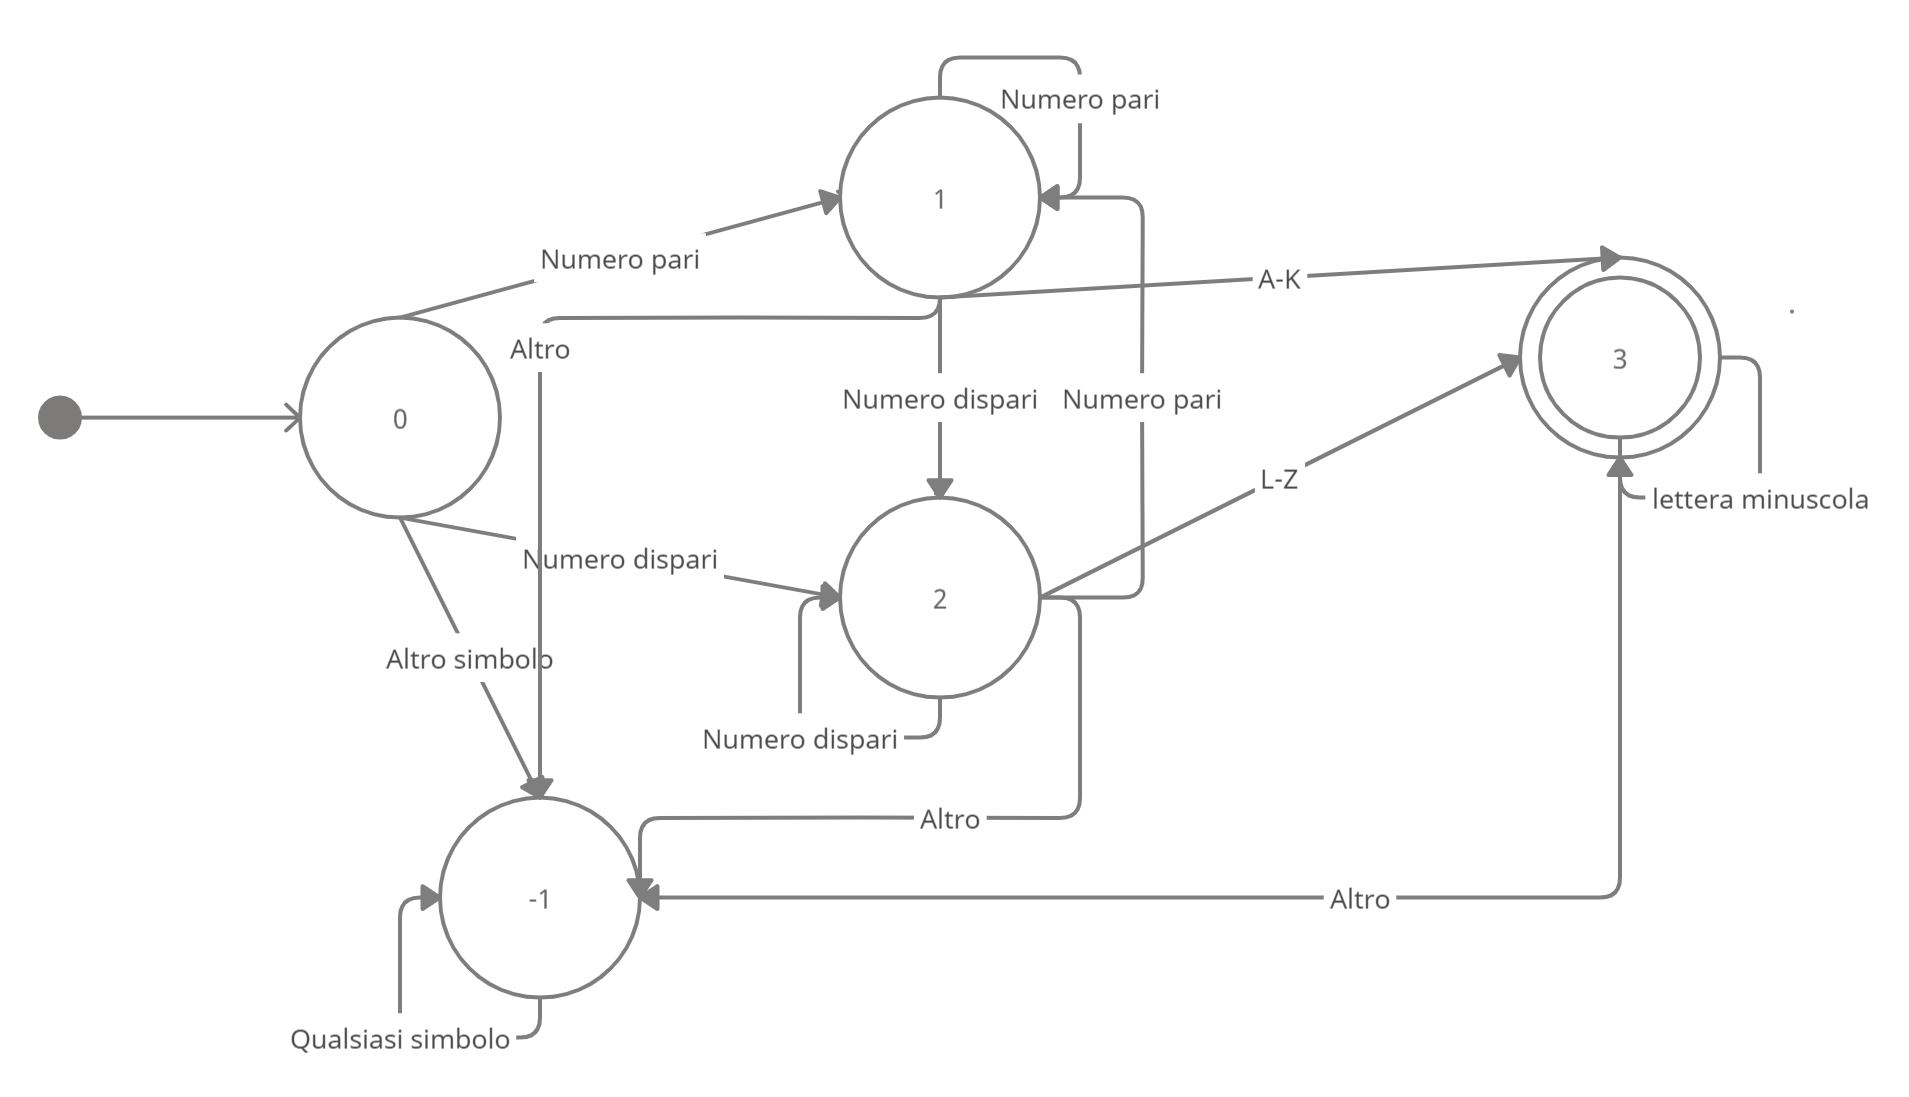 Numero pari
1
Numero pari
A-K
Altro
3
Numero dispari
Numero pari
0
L-Z
lettera minuscola
Numero dispari
2
Altro simbolo
Numero dispari
Altro
-1
Altro
Qualsiasi simbolo